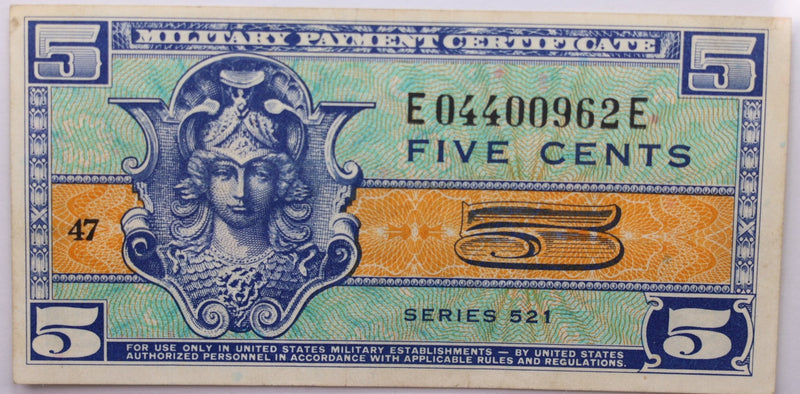 5 MILITARY PAYMENT CERTIFICATE 5
E04400962E
FIVE CENTS
47 5
SERIES 521
5 5
FOR USE ONLY IN UNITED STATES MILITARY ESTABLISHMENTS — BY UNITED STATES
AUTHORIZED PERSONNEL IN ACCORDANCE WITH APPLICABLE RULES AND REGULATIONS.